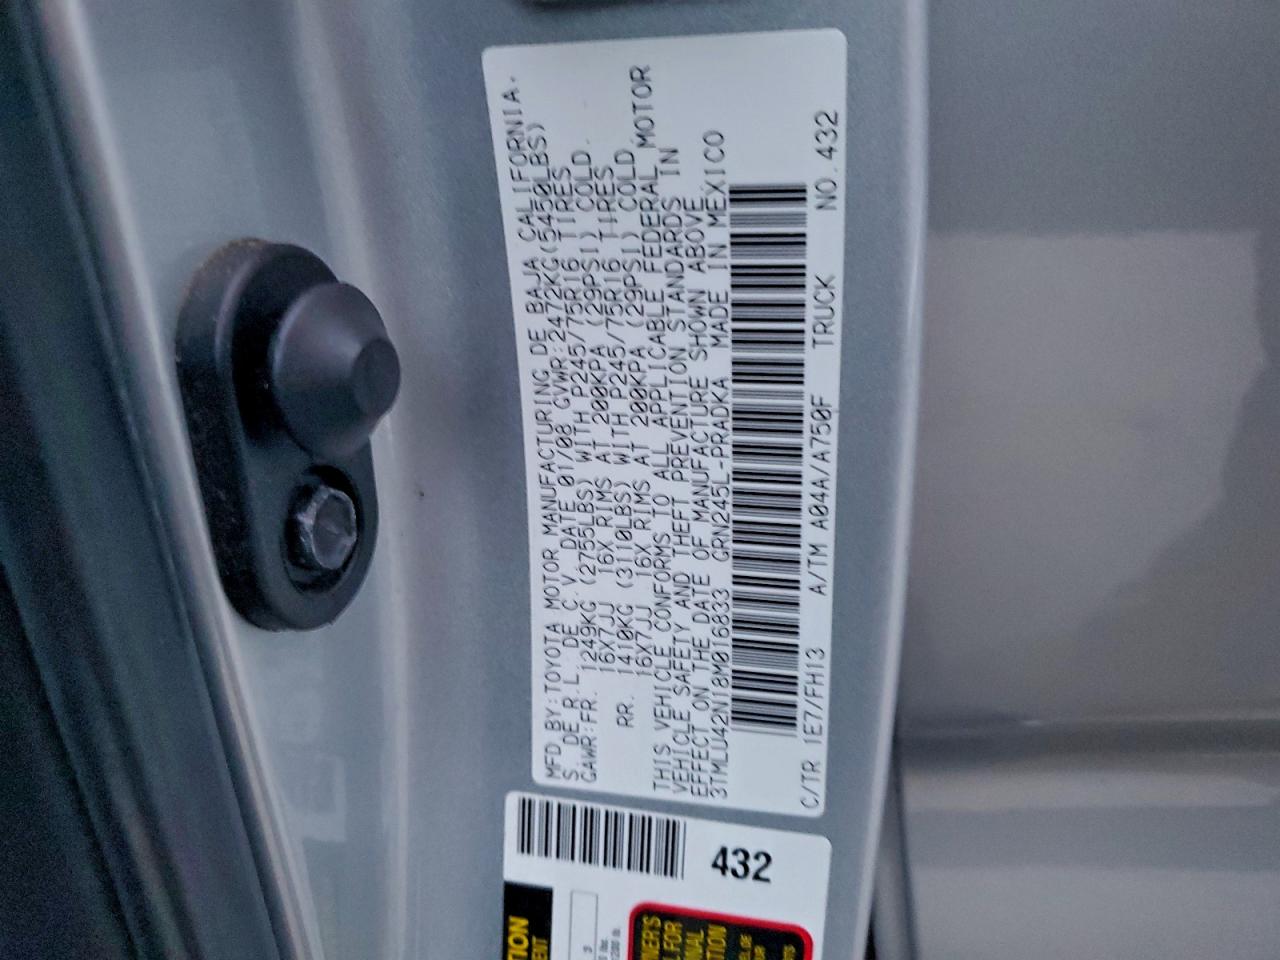 MFD BY:TOYOTA MOTOR MANUFACTURING DE BAJA CALIFORNIA.
S. DE R.L. DE C.V. DATE 01/08 GVWR:2472KG(5450LBS)
GAWR:FR. 1249KG (2755LBS) WITH P245/75R16 TIRES
16X7JJ 16X RIMS AT 200KPA (29PSI) COLD.
RR. 1410KG (3110LBS) WITH P245/75R16 TIRES
16X7JJ 16X RIMS AT 200KPA (29PSI) COLD
THIS VEHICLE CONFORMS TO ALL APPLICABLE FEDERAL MOTOR
VEHICLE SAFETY AND THEFT PREVENTION STANDARDS IN
EFFECT ON THE DATE OF MANUFACTURE SHOWN ABOVE.
3TMLU42N18M016833 GRN245L-PRADKA MADE IN MEXICO
C/TR 1E7/FH13 A/TM A04A/A750F TRUCK NO.432
432